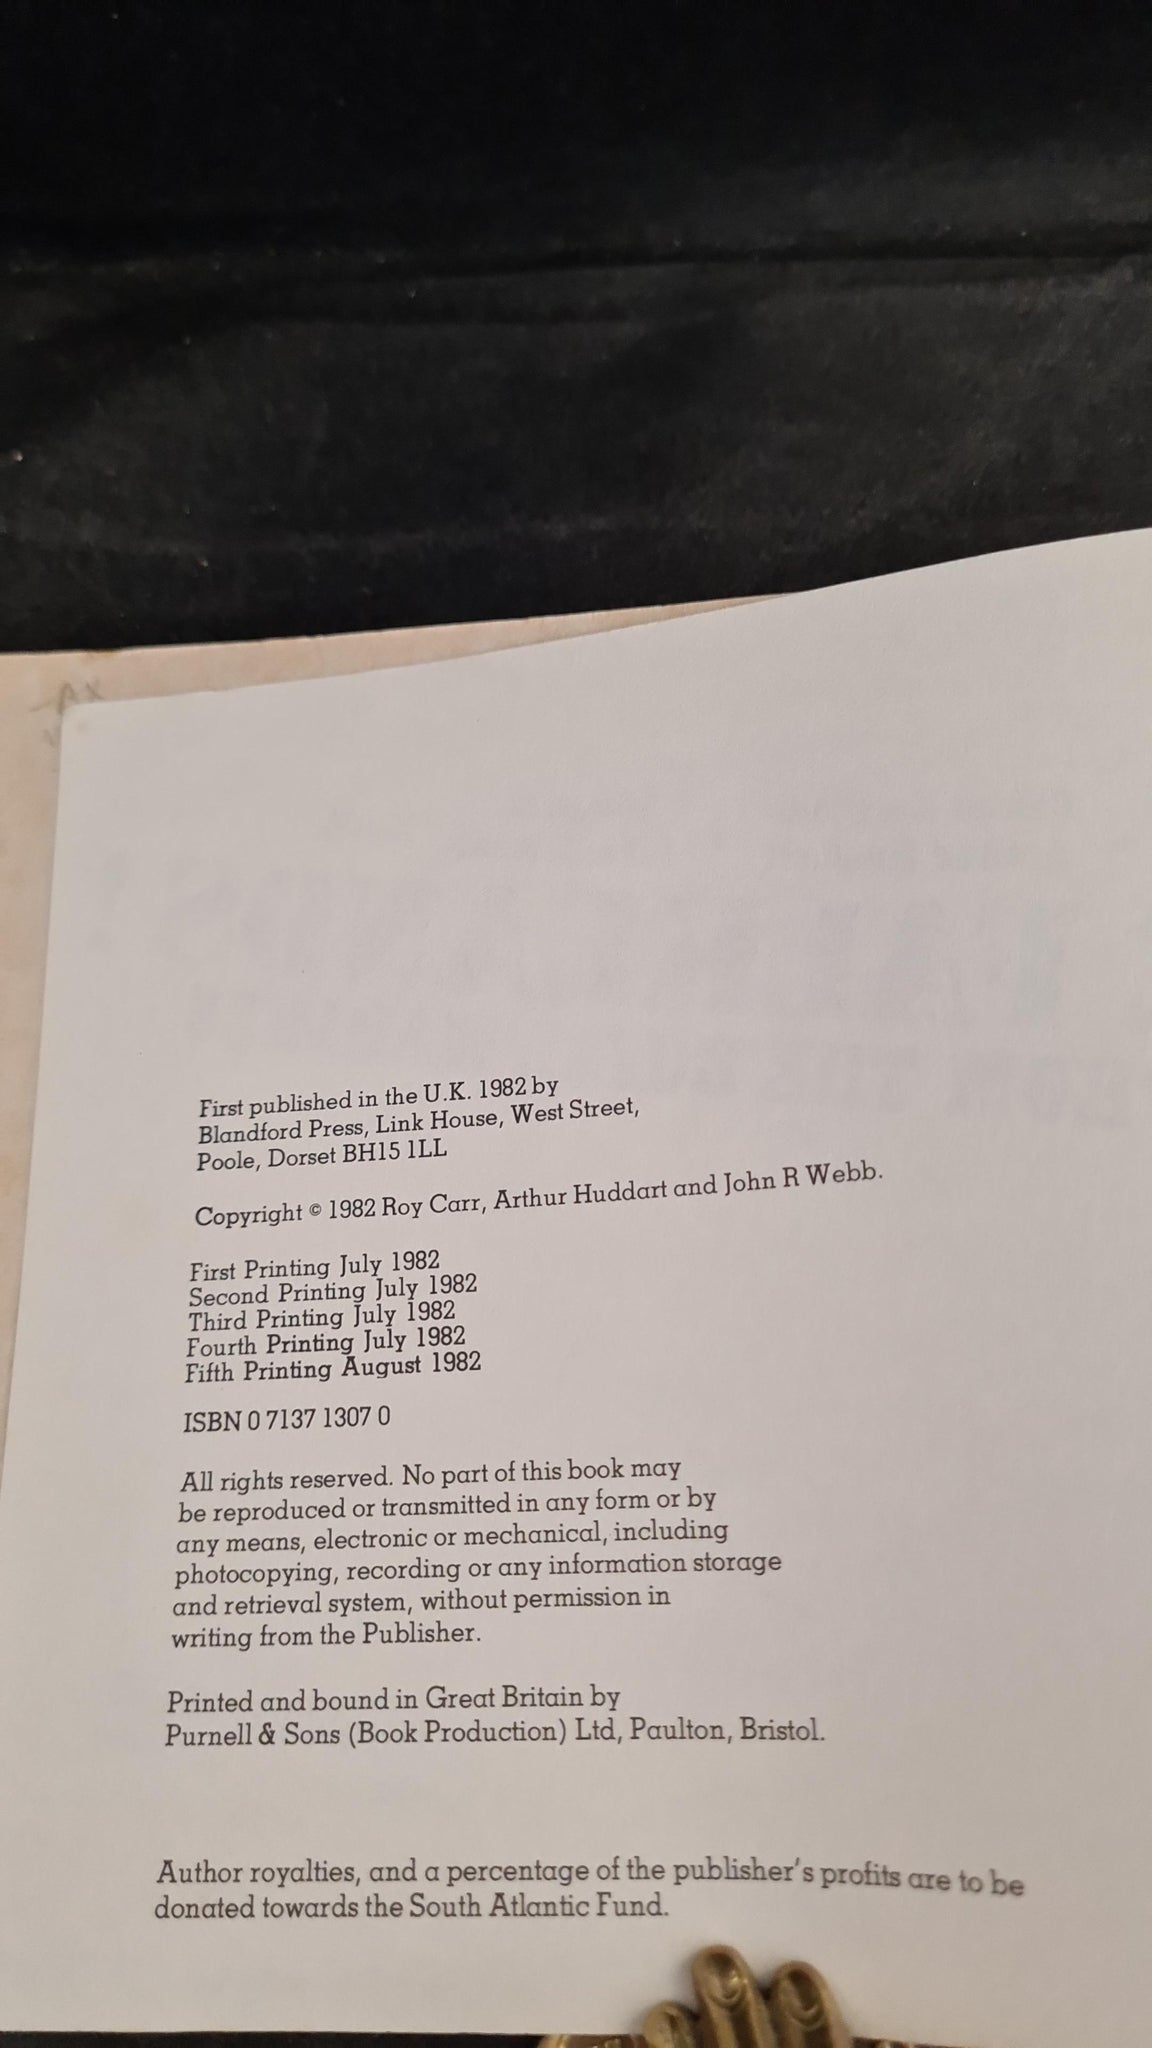 First published in the U.K. 1982 by
Blandford Press, Link House, West Street,
Poole, Dorset BH15 1LL
Copyright © 1982 Roy Carr, Arthur Huddart and John R Webb.
First Printing July 1982
Second Printing July 1982
Third Printing July 1982
Fourth Printing July 1982
Fifth Printing August 1982
ISBN 0 7137 1307 0
All rights reserved. No part of this book may
be reproduced or transmitted in any form or by
any means, electronic or mechanical, including
photocopying, recording or any information storage
and retrieval system, without permission in
writing from the Publisher.
Printed and bound in Great Britain by
Purnell & Sons (Book Production) Ltd, Paulton, Bristol.
Author royalties, and a percentage of the publisher's profits are to be
donated towards the South Atlantic Fund.